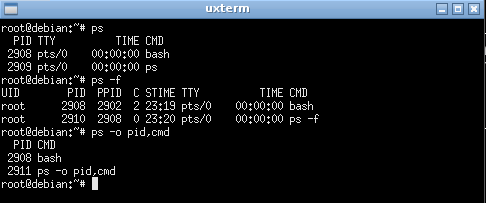 uxterm
root@debian:~# ps
  PID TTY          TIME CMD
 2908 pts/0    00:00:00 bash
 2909 pts/0    00:00:00 ps
root@debian:~# ps -f
UID        PID  PPID  C STIME TTY          TIME CMD
root      2908  2902  2 23:19 pts/0    00:00:00 bash
root      2910  2908  0 23:20 pts/0    00:00:00 ps -f
root@debian:~# ps -o pid,cmd
  PID CMD
 2908 bash
 2911 ps -o pid,cmd
root@debian:~#